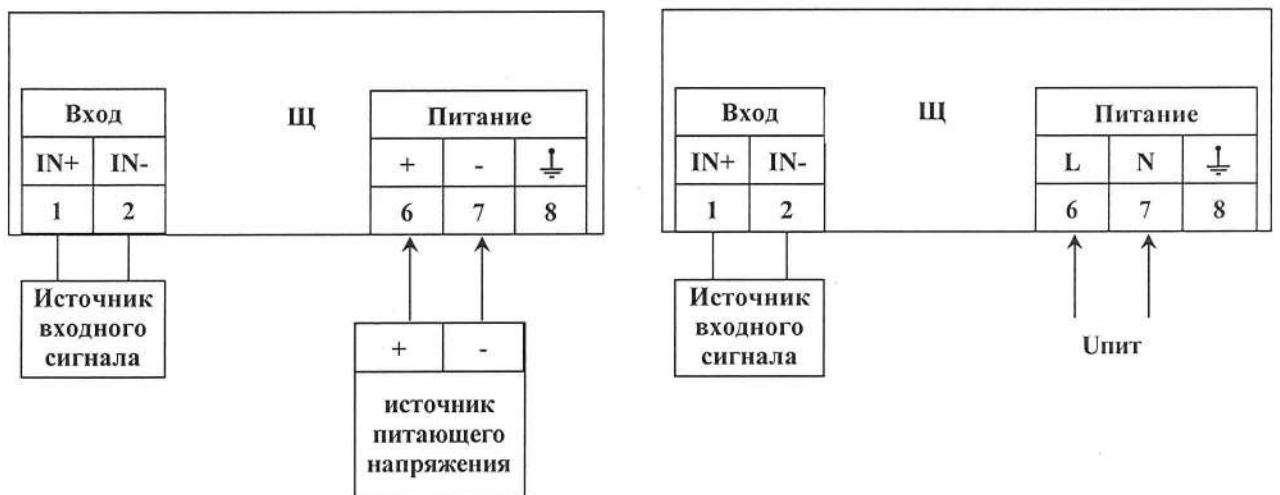 Вход
Щ
Питание
IN+ IN-
+ -
1 2
6 7 8
Источник
входного
сигнала
+ -
источник
питающего
напряжения
Вход
Щ
Питание
IN+ IN-
L N
1 2
6 7 8
Источник
входного
сигнала
Uпит